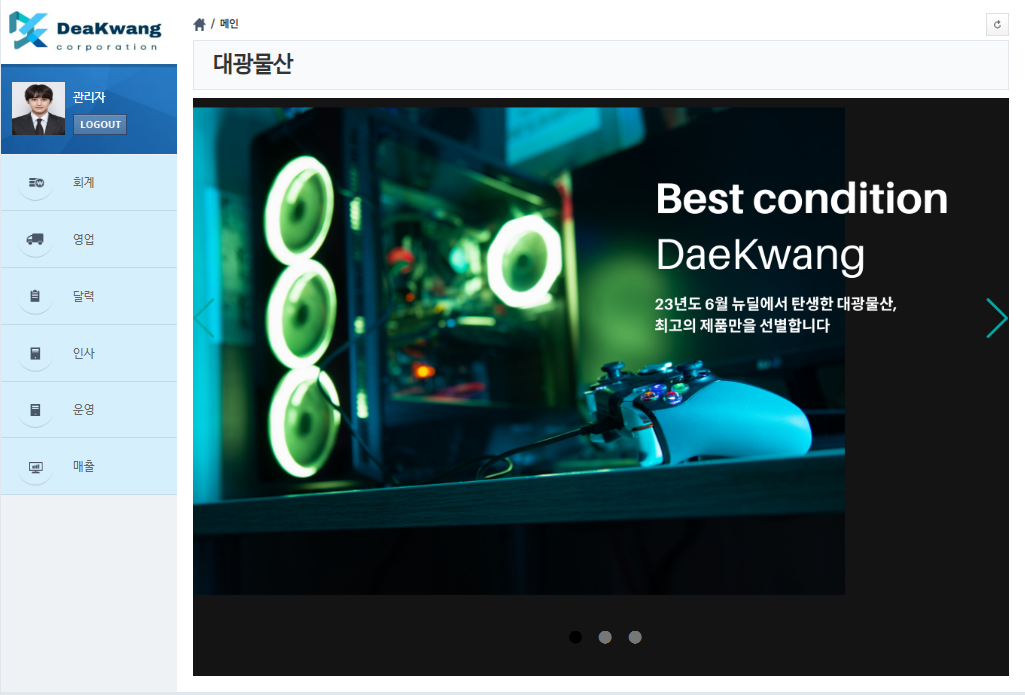 DeaKwang
corporation
/ 메인
대광물산
관리자
LOGOUT
회계
영업
달력
인사
운영
매출
Best condition
DaeKwang
23년도 6월 뉴딜에서 탄생한 대광물산,
최고의 제품만을 선별합니다